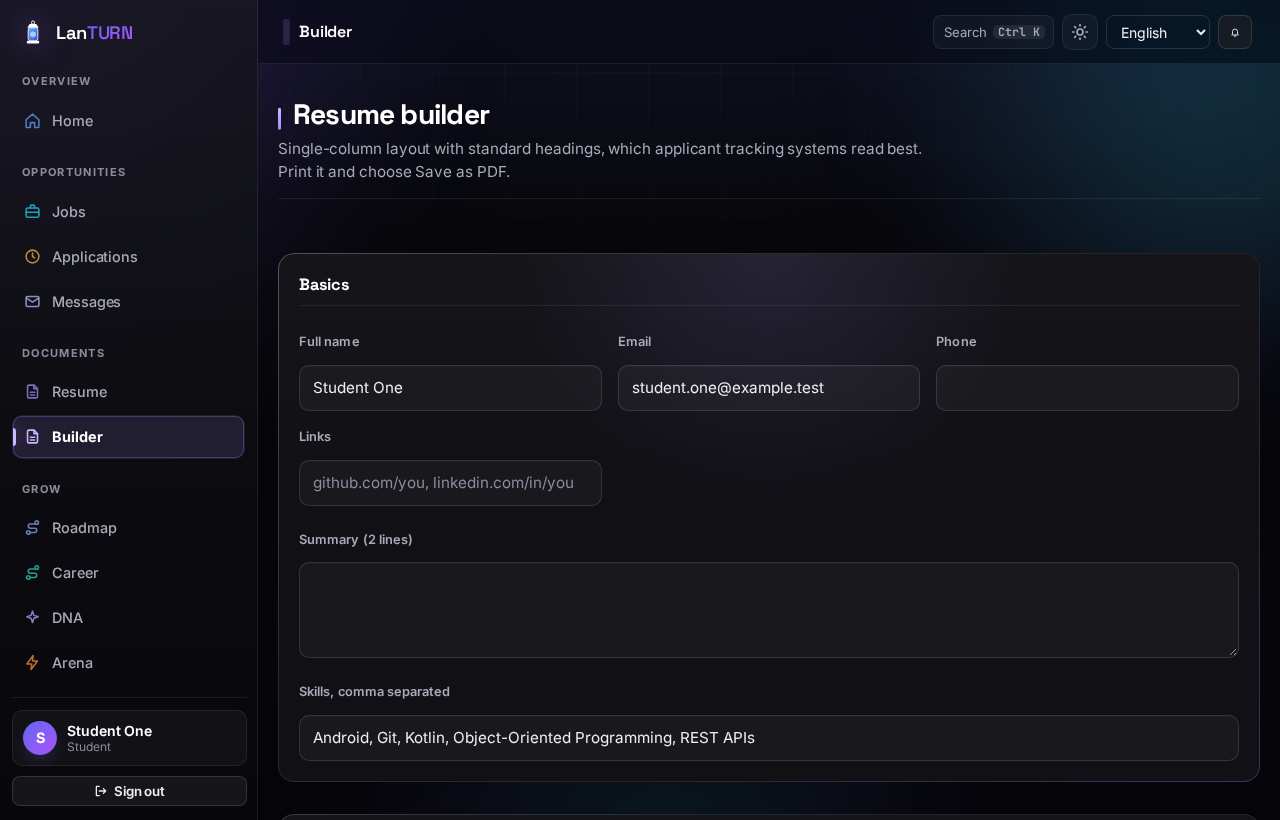 LanTURN
OVERVIEW
Home
OPPORTUNITIES
Jobs
Applications
Messages
DOCUMENTS
Resume
Builder
GROW
Roadmap
Career
DNA
Arena
S
Student One
Student
Sign out
Builder
Search Ctrl K
English
Resume builder
Single-column layout with standard headings, which applicant tracking systems read best.
Print it and choose Save as PDF.
Basics
Full name
Student One
Email
student.one@example.test
Phone
Links
github.com/you, linkedin.com/in/you
Summary (2 lines)
Skills, comma separated
Android, Git, Kotlin, Object-Oriented Programming, REST APIs